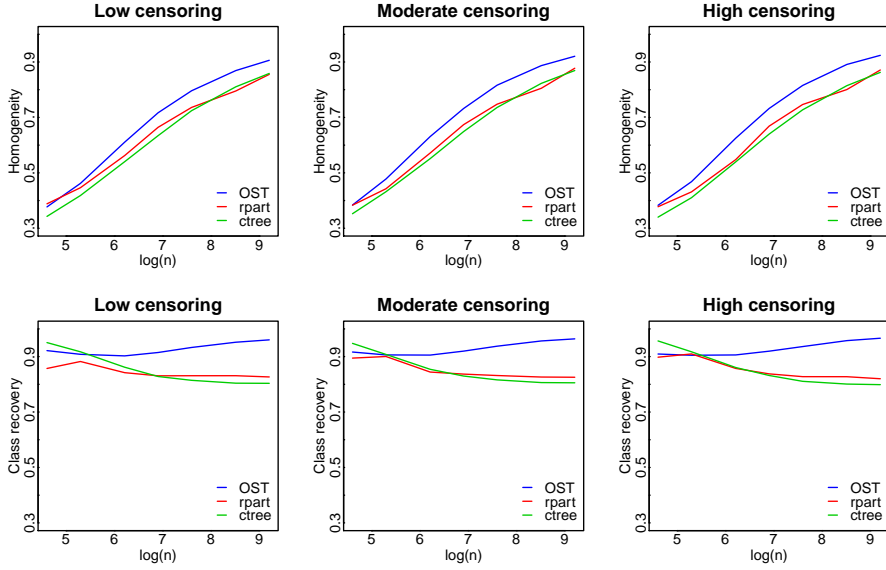 Low censoring
Moderate censoring
High censoring
Homogeneity
0.3 0.5 0.7 0.9
OST
rpart
ctree
5 6 7 8 9
log(n)
Homogeneity
0.3 0.5 0.7 0.9
OST
rpart
ctree
5 6 7 8 9
log(n)
Homogeneity
0.3 0.5 0.7 0.9
OST
rpart
ctree
5 6 7 8 9
log(n)
Low censoring
Moderate censoring
High censoring
Class recovery
0.3 0.5 0.7 0.9
OST
rpart
ctree
5 6 7 8 9
log(n)
Class recovery
0.3 0.5 0.7 0.9
OST
rpart
ctree
5 6 7 8 9
log(n)
Class recovery
0.3 0.5 0.7 0.9
OST
rpart
ctree
5 6 7 8 9
log(n)